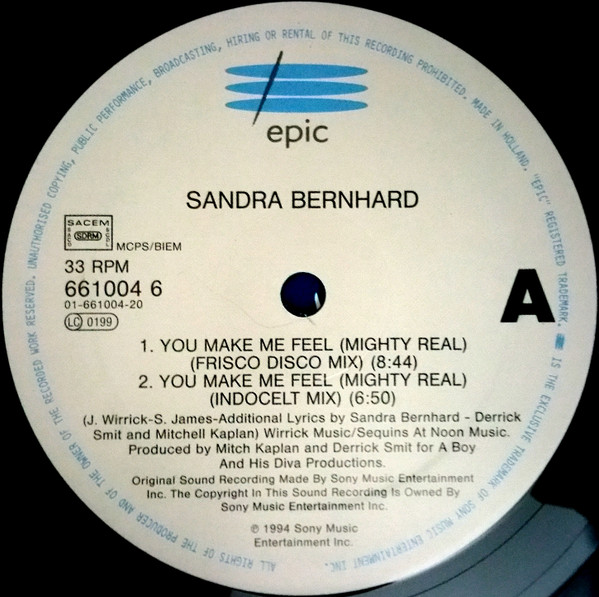 ALL RIGHTS OF THE PRODUCER AND OF THE OWNER OF THE RECORDED WORK RESERVED. UNAUTHORISED COPYING, PUBLIC PERFORMANCE, BROADCASTING, HIRING OR RENTAL OF THIS RECORDING PROHIBITED. MADE IN HOLLAND. "EPIC" REGISTERED TRADEMARK. IS THE EXCLUSIVE TRADEMARK OF SONY MUSIC ENTERTAINMENT INC.
epic
SANDRA BERNHARD
SACEM
SDRM
MCPS/BIEM
33 RPM
661004 6
01-661004-20
LC 0199
A
1. YOU MAKE ME FEEL (MIGHTY REAL)
(FRISCO DISCO MIX) (8:44)
2. YOU MAKE ME FEEL (MIGHTY REAL)
(INDOCELT MIX) (6:50)
(J. Wirrick-S. James-Additional Lyrics by Sandra Bernhard - Derrick
Smit and Mitchell Kaplan) Wirrick Music/Sequins At Noon Music.
Produced by Mitch Kaplan and Derrick Smit for A Boy
And His Diva Productions.
Original Sound Recording Made By Sony Music Entertainment
Inc. The Copyright In This Sound Recording Is Owned By
Sony Music Entertainment Inc.
℗ 1994 Sony Music
Entertainment Inc.